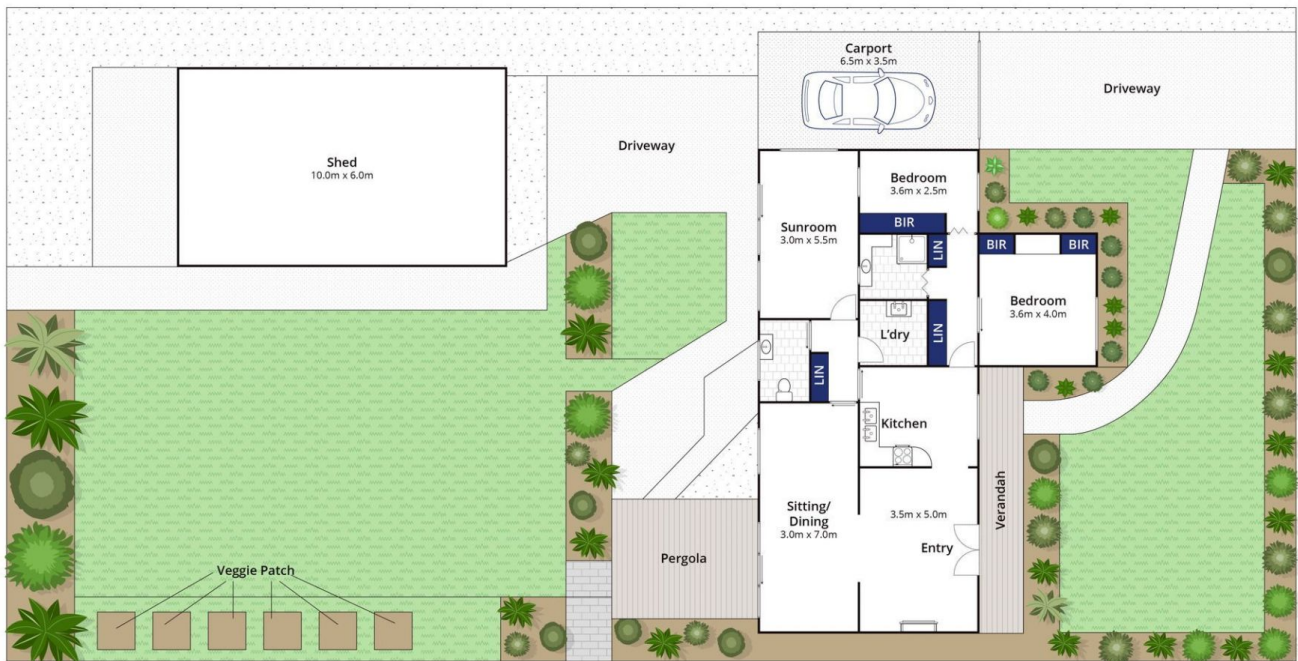 Carport
6.5m x 3.5m
Driveway
Shed
10.0m x 6.0m
Driveway
Bedroom
3.6m x 2.5m
BIR
Sunroom
3.0m x 5.5m
LIN
BIR
BIR
Bedroom
3.6m x 4.0m
L'dry
LIN
LIN
Kitchen
Verandah
Sitting/
Dining
3.0m x 7.0m
3.5m x 5.0m
Entry
Pergola
Veggie Patch